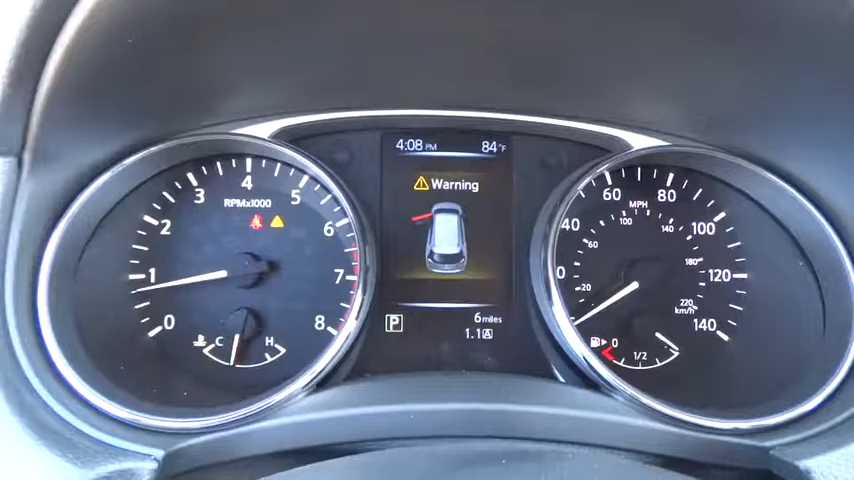 4:08 PM 84°F
Warning
RPMx1000
0 1 2 3 4 5 6 7 8
C H
P
6 miles
1.1 A
MPH
0 40 60 80 100 120 140
20 60 100 140 180 220
km/h
0 1/2